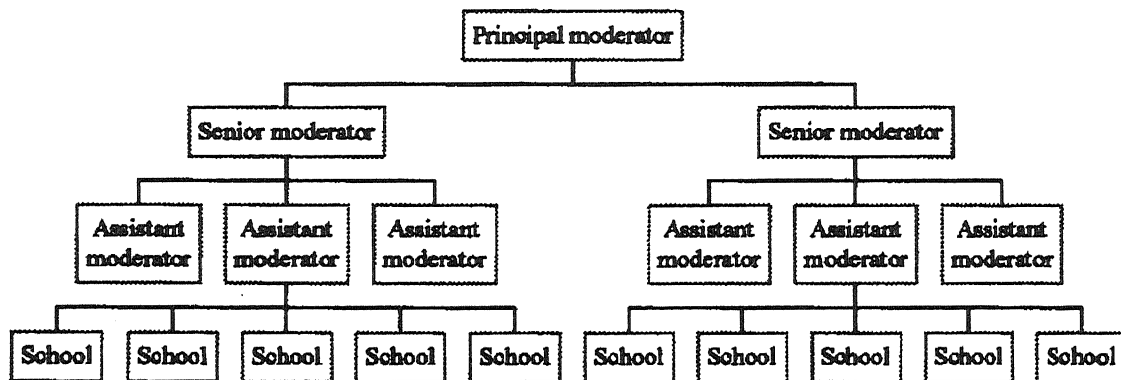 Principal moderator
Senior moderator
Senior moderator
Assistant
moderator
Assistant
moderator
Assistant
moderator
Assistant
moderator
Assistant
moderator
Assistant
moderator
School
School
School
School
School
School
School
School
School
School